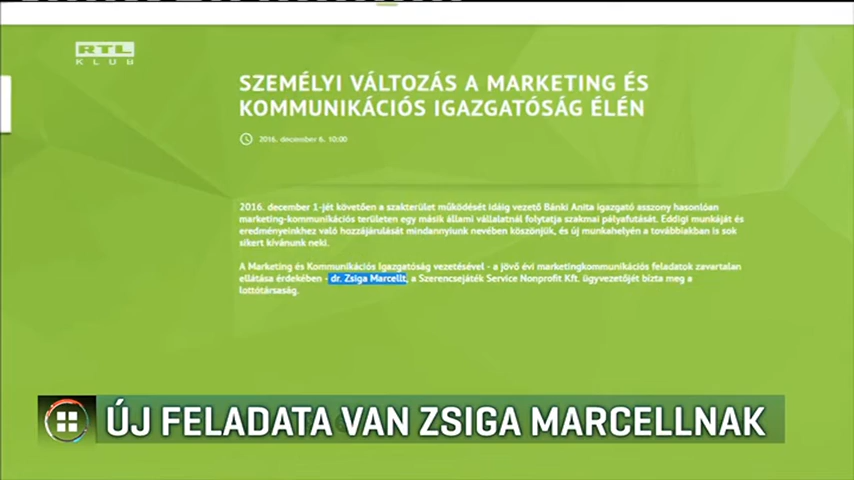 RTL
KLUB
SZEMÉLYI VÁLTOZÁS A MARKETING ÉS
KOMMUNIKÁCIÓS IGAZGATÓSÁG ÉLÉN
2016. december 6. 10:00
2016. december 1-jét követően a szakterület működését idáig vezető Bánki Anita igazgató asszony hasonlóan
marketing-kommunikációs területen egy másik állami vállalatnál folytatja szakmai pályafutását. Eddigi munkáját és
eredményeinkhez való hozzájárulását mindannyiunk nevében köszönjük, és új munkahelyén a továbbiakban is sok
sikert kívánunk neki.
A Marketing és Kommunikációs Igazgatóság vezetésével - a jövő évi marketingkommunikációs feladatok zavartalan
ellátása érdekében - dr. Zsiga Marcellt, a Szerencsejáték Service Nonprofit Kft. ügyvezetőjét bízta meg a
lottótársaság.
ÚJ FELADATA VAN ZSIGA MARCELLNAK